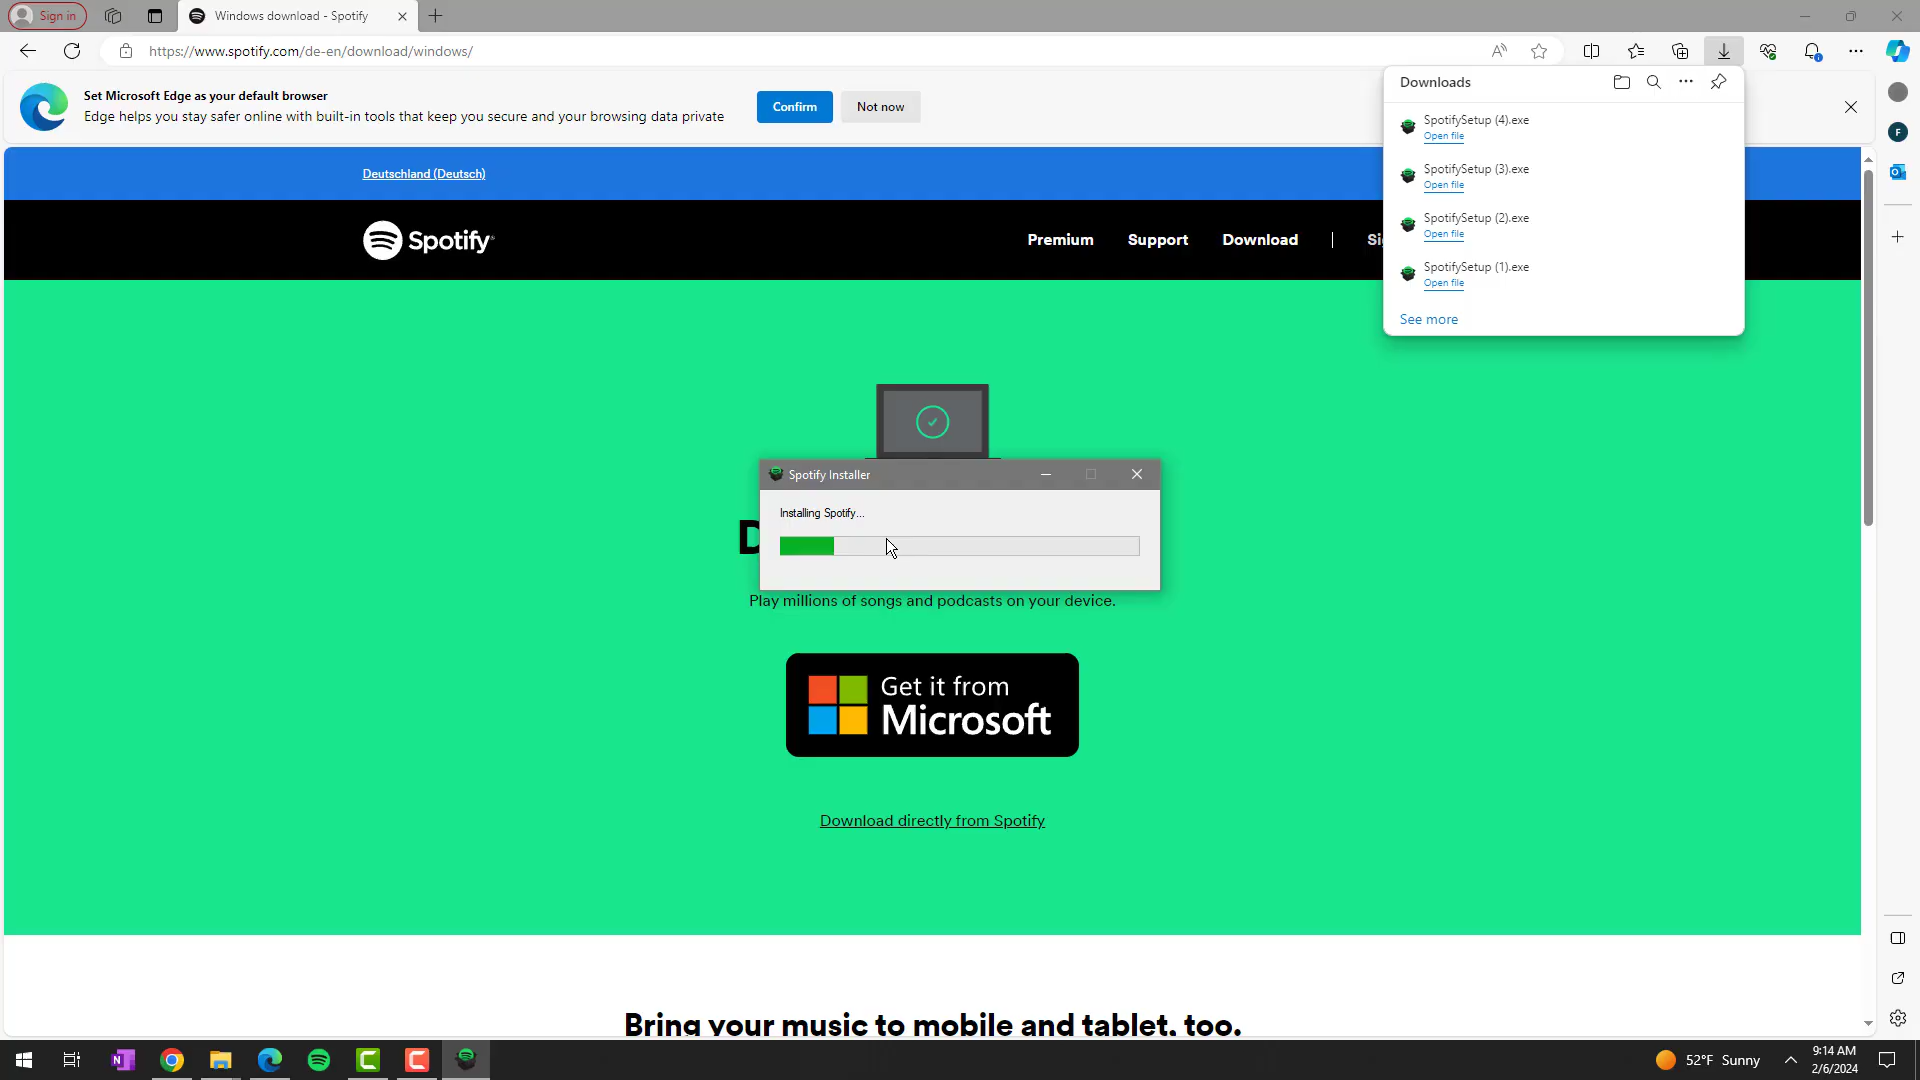 Sign in
Windows download - Spotify
https://www.spotify.com/de-en/download/windows/
Set Microsoft Edge as your default browser
Edge helps you stay safer online with built-in tools that keep you secure and your browsing data private
Confirm
Not now
Downloads
SpotifySetup (4).exe
Open file
SpotifySetup (3).exe
Open file
SpotifySetup (2).exe
Open file
SpotifySetup (1).exe
Open file
See more
Deutschland (Deutsch)
Spotify
Premium
Support
Download
Si
Spotify Installer
Installing Spotify...
D
Play millions of songs and podcasts on your device.
Get it from
Microsoft
Download directly from Spotify
Bring your music to mobile and tablet, too.
52°F Sunny
9:14 AM
2/6/2024